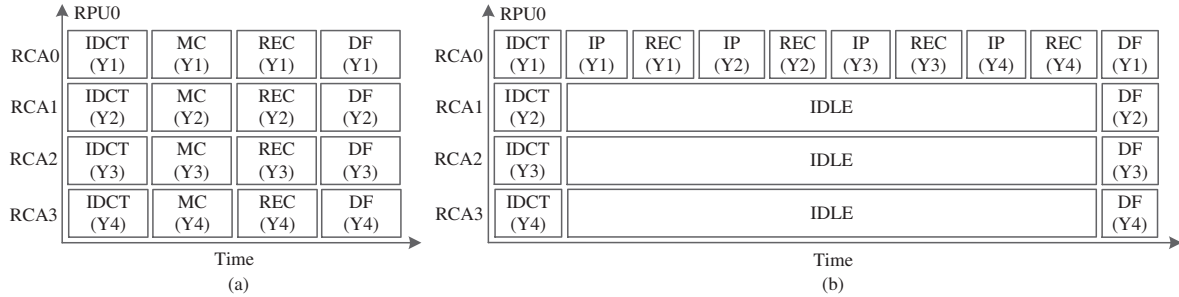 RPU0
RCA0
IDCT MC REC DF
(Y1) (Y1) (Y1) (Y1)
RCA1
IDCT MC REC DF
(Y2) (Y2) (Y2) (Y2)
RCA2
IDCT MC REC DF
(Y3) (Y3) (Y3) (Y3)
RCA3
IDCT MC REC DF
(Y4) (Y4) (Y4) (Y4)
Time
(a)
RPU0
RCA0
IDCT IP REC IP REC IP REC IP REC DF
(Y1) (Y1) (Y1) (Y2) (Y2) (Y3) (Y3) (Y4) (Y4) (Y1)
RCA1
IDCT IDLE DF
(Y2) (Y2)
RCA2
IDCT IDLE DF
(Y3) (Y3)
RCA3
IDCT IDLE DF
(Y4) (Y4)
Time
(b)